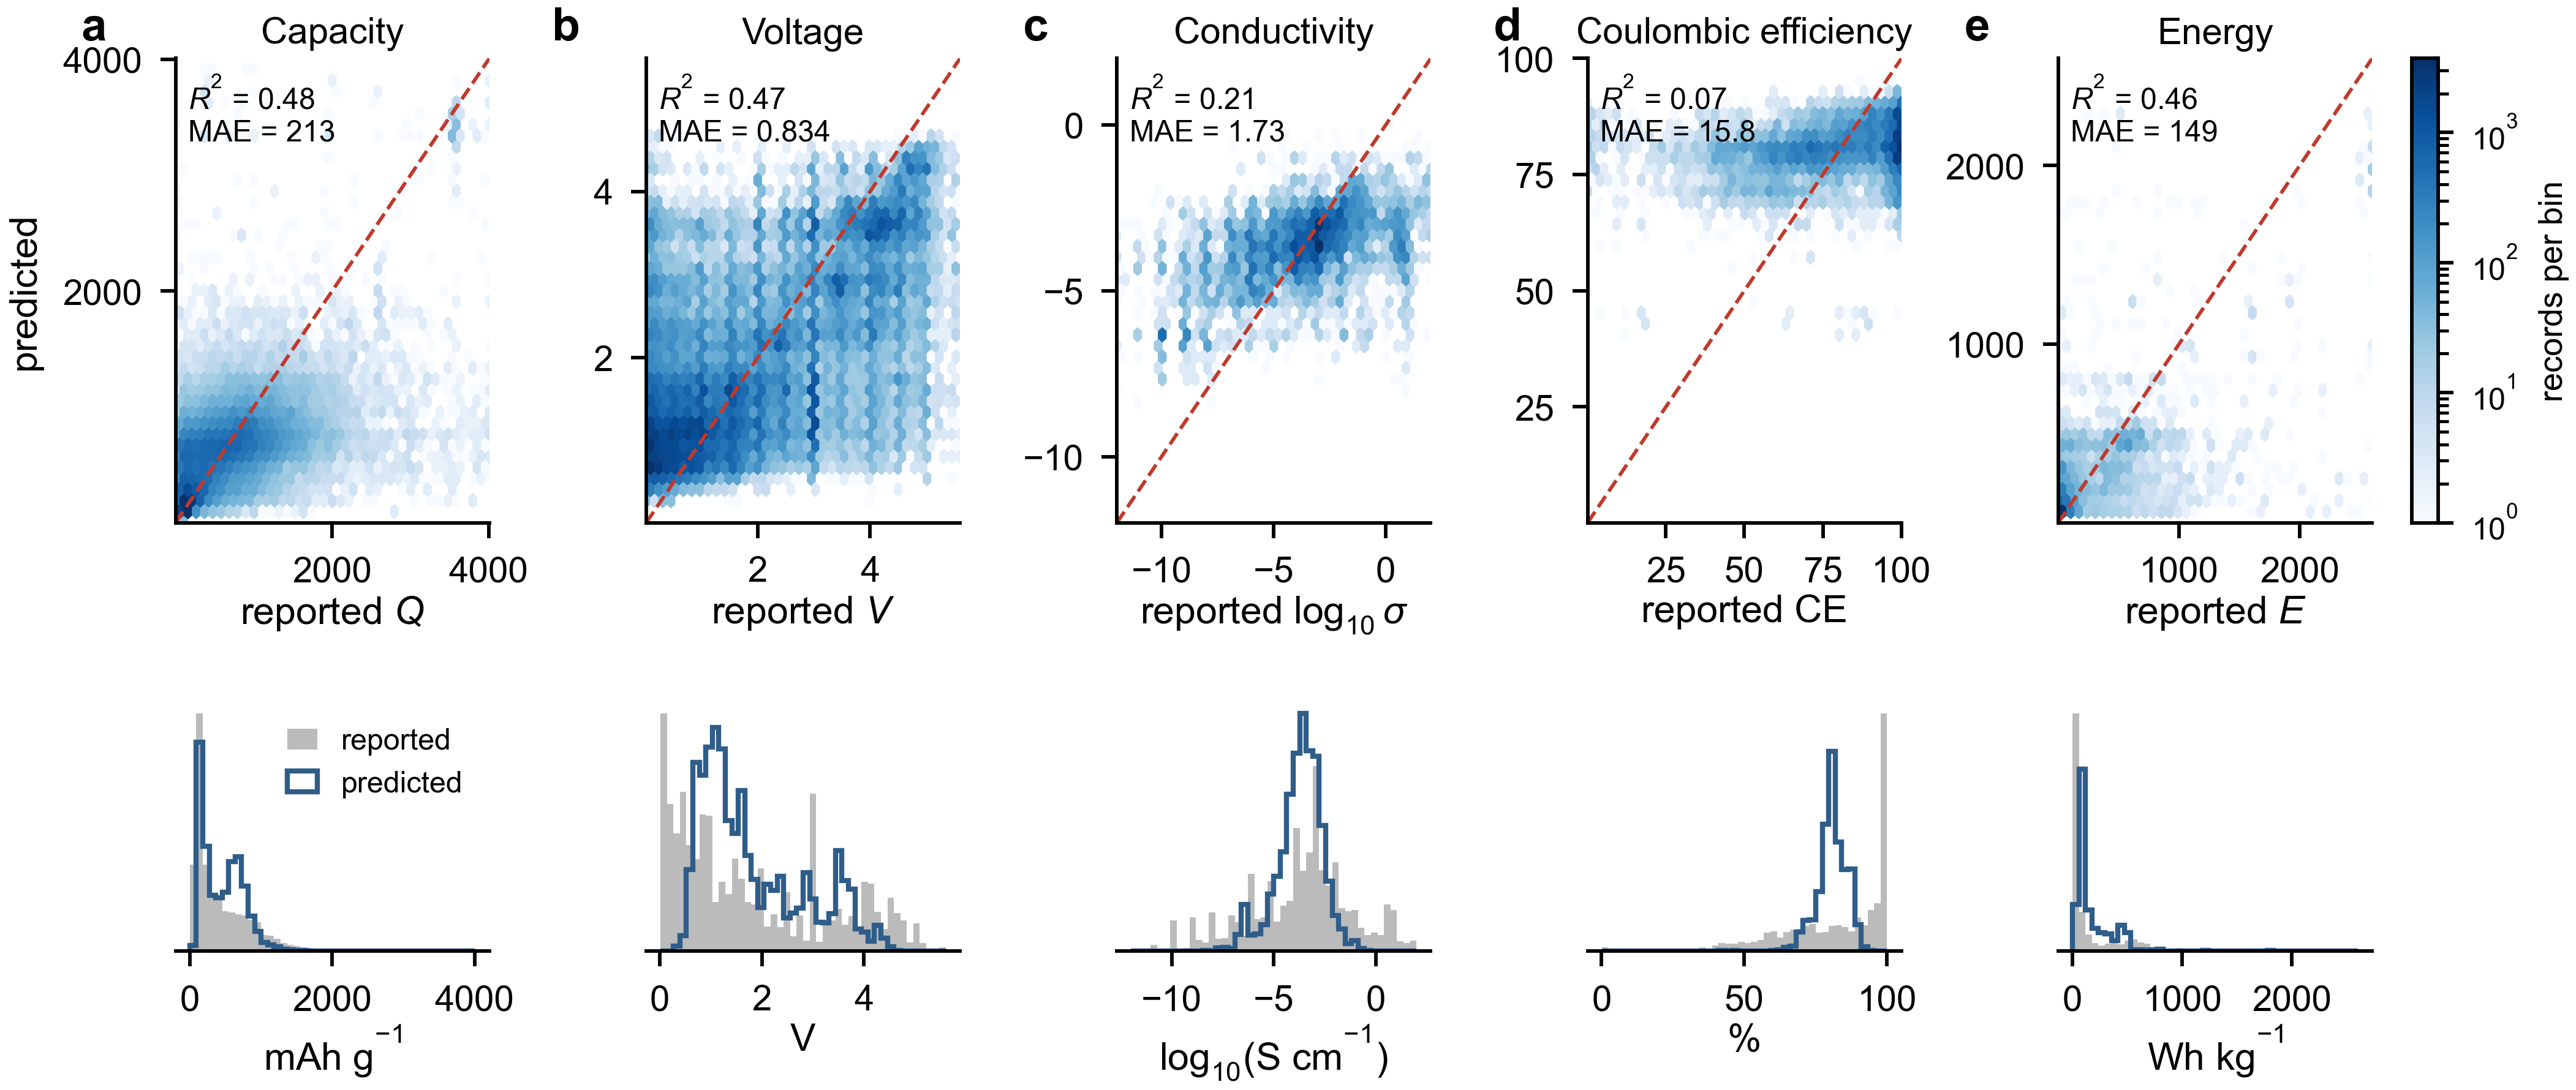 a
Capacity
4000
2000
predicted
R² = 0.48
MAE = 213
2000 4000
reported Q
b
Voltage
4
2
R² = 0.47
MAE = 0.834
2 4
reported V
c
Conductivity
0
−5
−10
R² = 0.21
MAE = 1.73
−10 −5 0
reported log₁₀ σ
d
Coulombic efficiency
100
75
50
25
R² = 0.07
MAE = 15.8
25 50 75 100
reported CE
e
Energy
2000
1000
R² = 0.46
MAE = 149
1000 2000
reported E
10³
10²
10¹
10⁰
records per bin
reported
predicted
0 2000 4000
mAh g⁻¹
0 2 4
V
−10 −5 0
log₁₀(S cm⁻¹)
0 50 100
%
0 1000 2000
Wh kg⁻¹